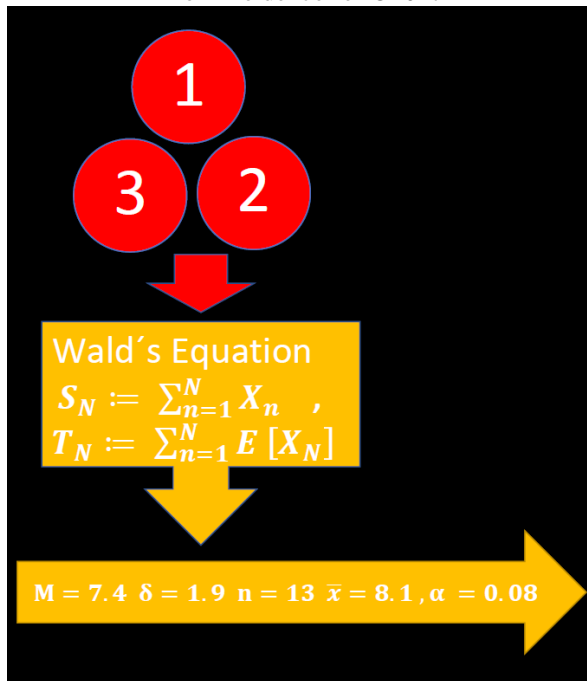 1
3 2
Wald´s Equation
S_N := ∑_{n=1}^{N} X_n ,
T_N := ∑_{n=1}^{N} E [X_N]
M = 7.4 δ = 1.9 n = 13 x̅ = 8.1 , α = 0.08